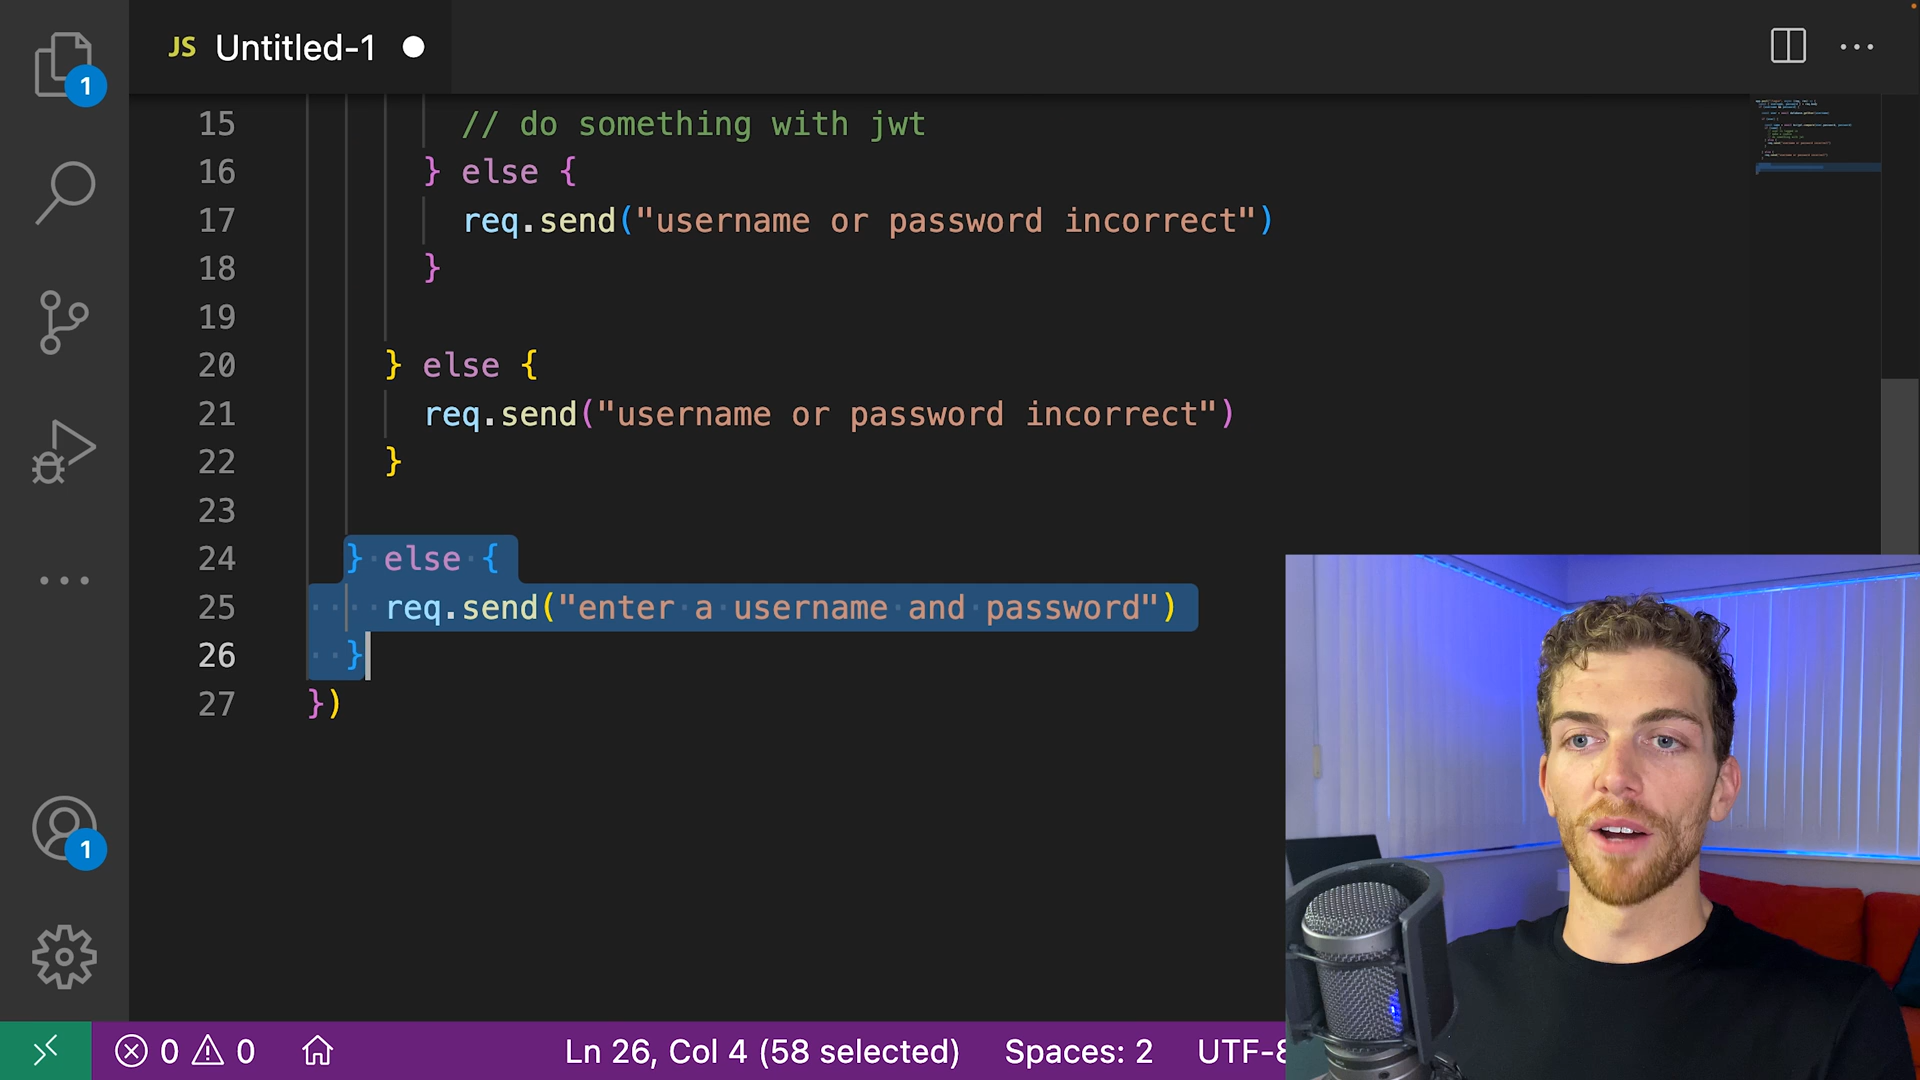 1
JS Untitled-1
15 // do something with jwt
16 } else {
17 req.send("username or password incorrect")
18 }
19
20 } else {
21 req.send("username or password incorrect")
22 }
23
24 } else {
25 req.send("enter a username and password")
26 }
27 })
1
0 0 Ln 26, Col 4 (58 selected) Spaces: 2 UTF-8